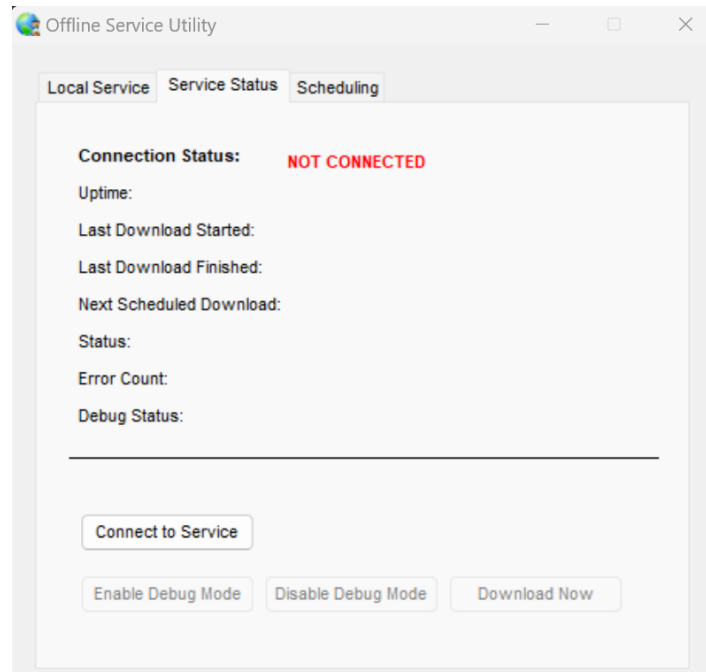 Offline Service Utility
Local Service Service Status Scheduling
Connection Status: NOT CONNECTED
Uptime:
Last Download Started:
Last Download Finished:
Next Scheduled Download:
Status:
Error Count:
Debug Status:
Connect to Service
Enable Debug Mode Disable Debug Mode Download Now